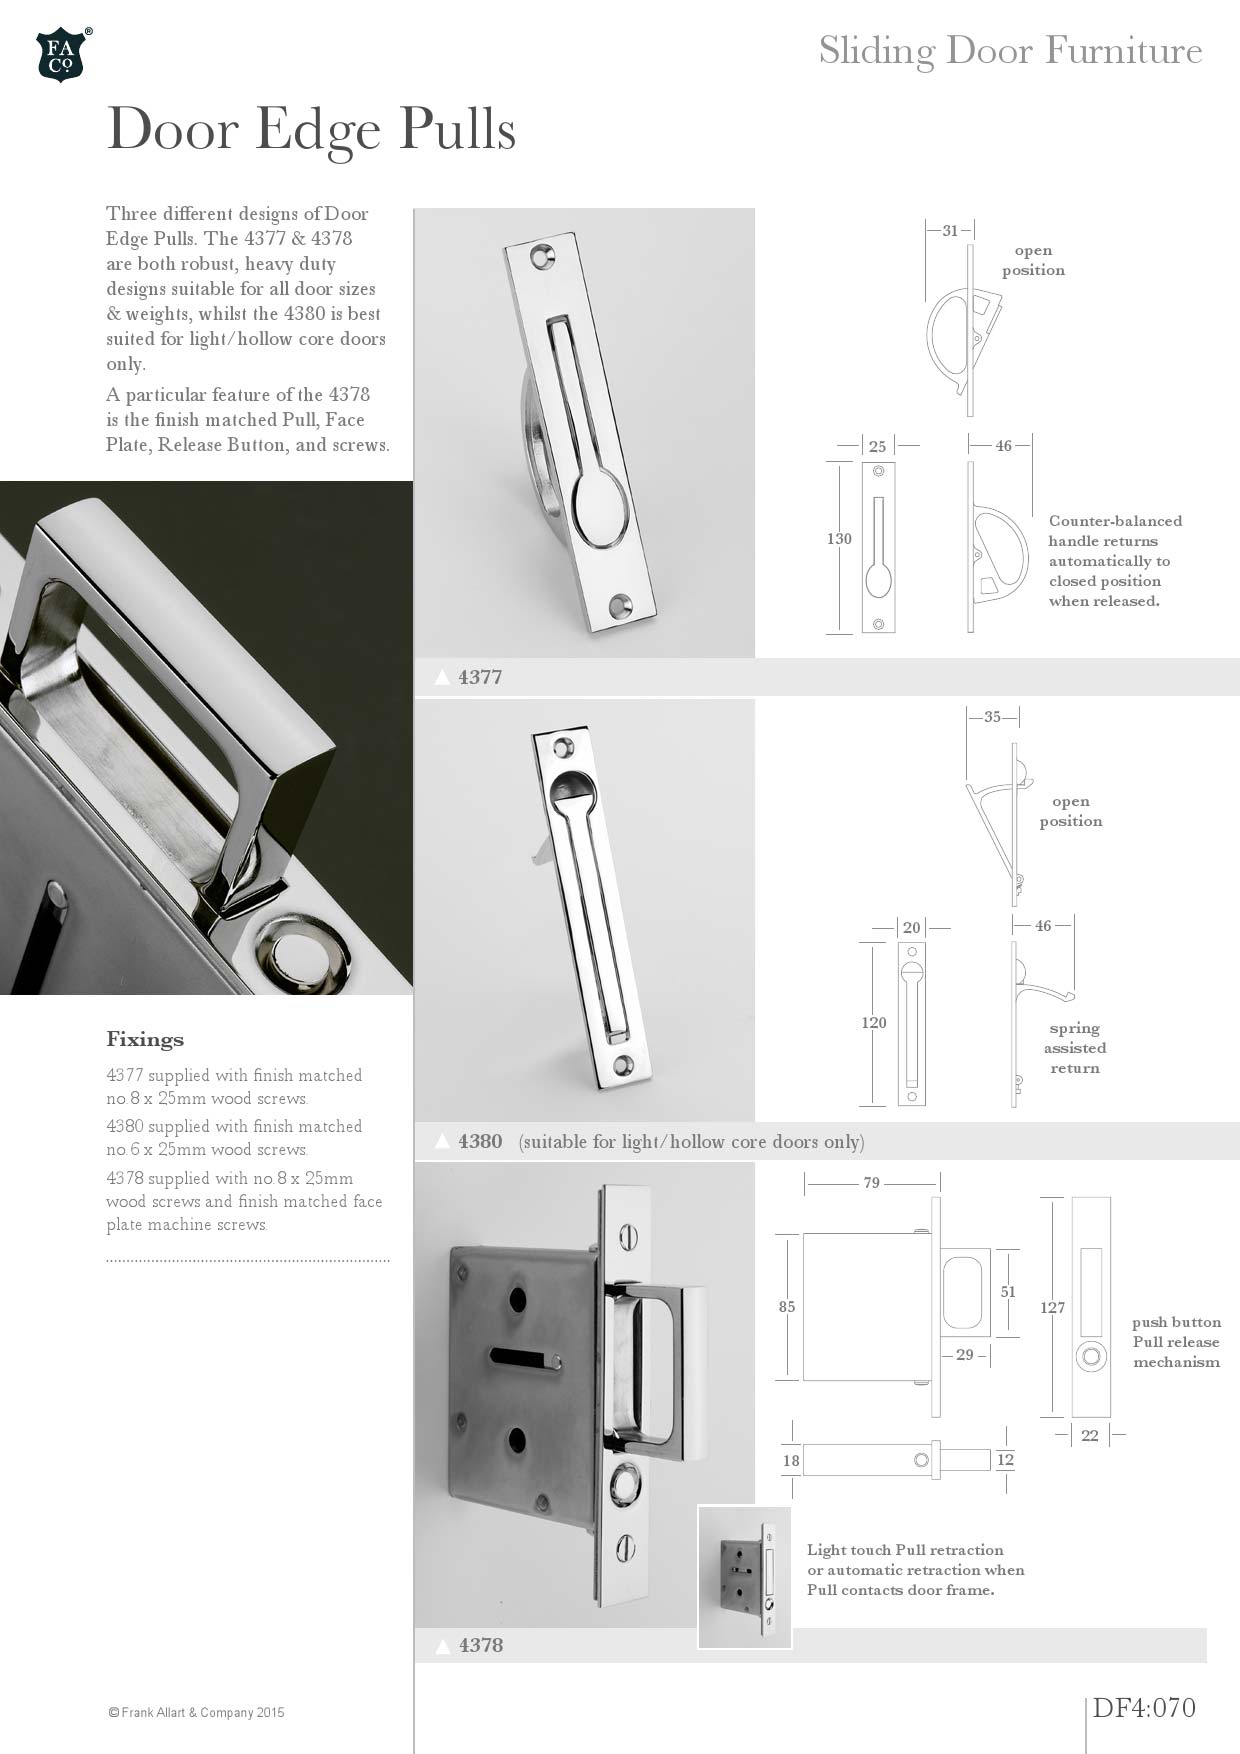 FA
Co.
®
Sliding Door Furniture
Door Edge Pulls
Three different designs of Door
Edge Pulls. The 4377 & 4378
are both robust, heavy duty
designs suitable for all door sizes
& weights, whilst the 4380 is best
suited for light/hollow core doors
only.
A particular feature of the 4378
is the finish matched Pull, Face
Plate, Release Button, and screws.
Fixings
4377 supplied with finish matched
no.8 x 25mm wood screws.
4380 supplied with finish matched
no.6 x 25mm wood screws.
4378 supplied with no.8 x 25mm
wood screws and finish matched face
plate machine screws.
31
open
position
25
46
130
Counter-balanced
handle returns
automatically to
closed position
when released.
4377
35
open
position
20
46
120
spring
assisted
return
4380 (suitable for light/hollow core doors only)
79
85
51
127
29
push button
Pull release
mechanism
22
18
12
Light touch Pull retraction
or automatic retraction when
Pull contacts door frame.
4378
© Frank Allart & Company 2015
DF4:070